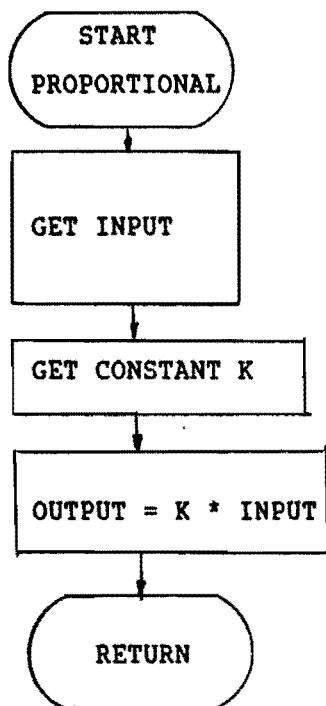 START
PROPORTIONAL
GET INPUT
GET CONSTANT K
OUTPUT = K * INPUT
RETURN